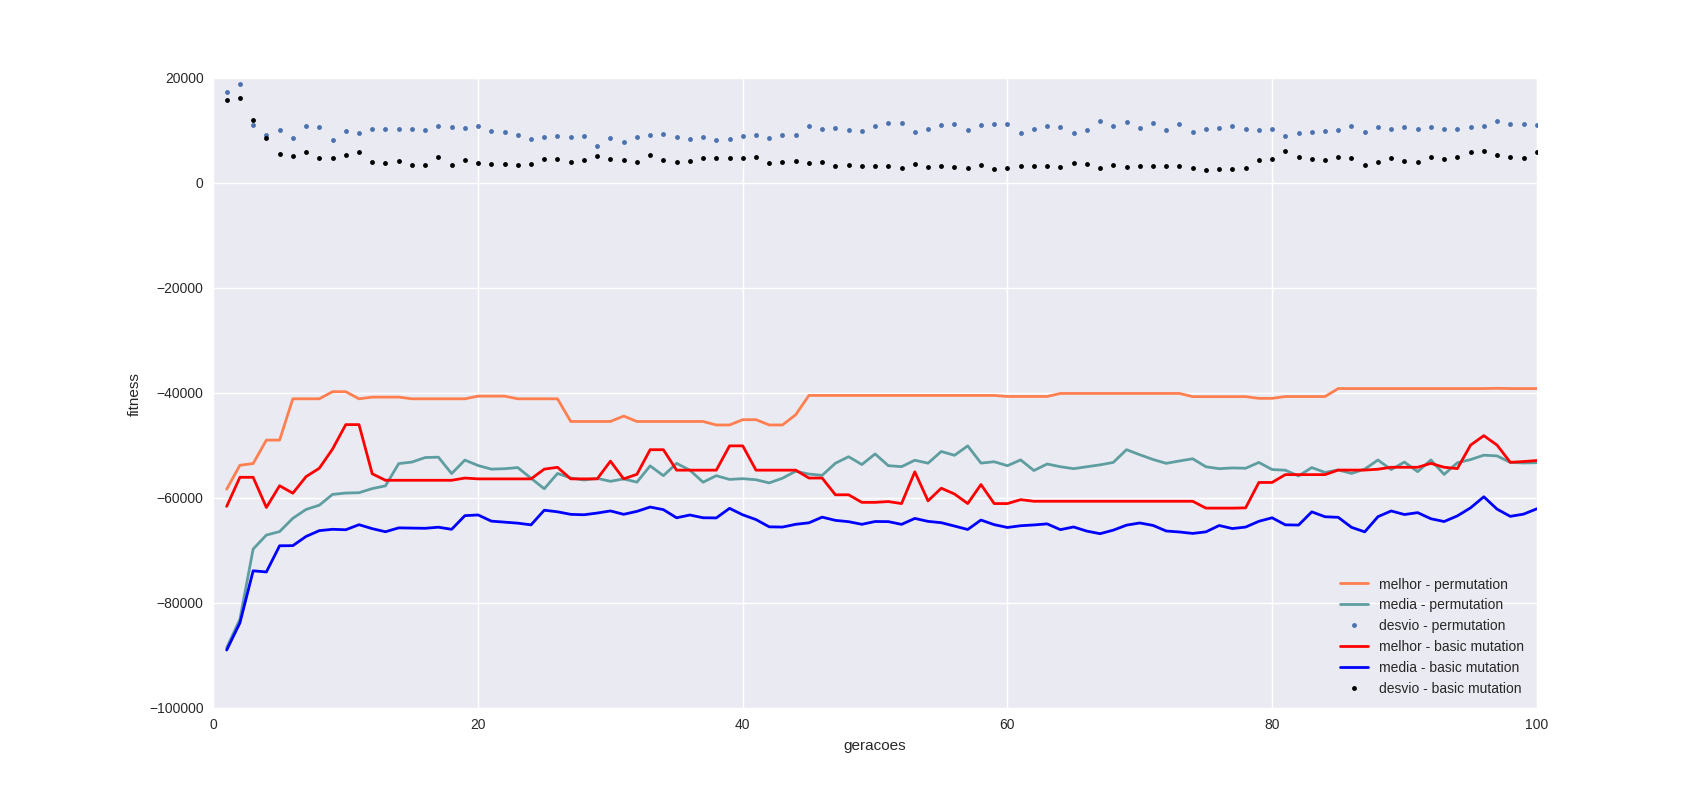 20000
0
−20000
−40000
−60000
−80000
−100000
fitness
0 20 40 60 80 100
geracoes
melhor - permutation
media - permutation
desvio - permutation
melhor - basic mutation
media - basic mutation
desvio - basic mutation